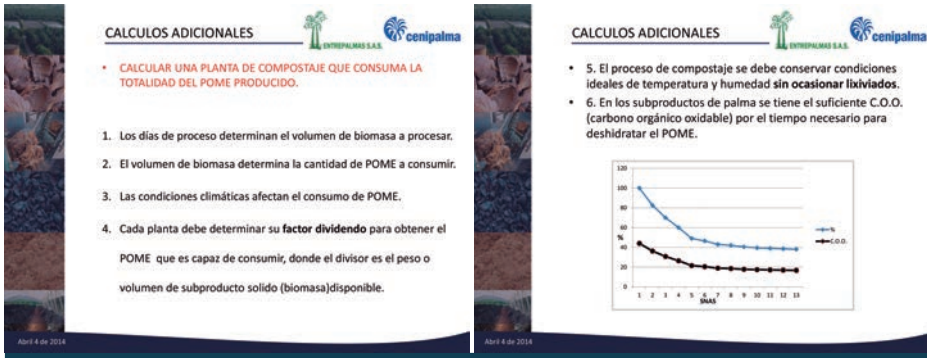 CALCULOS ADICIONALES
ENTREPALMAS S.A.S.
cenipalma
• CALCULAR UNA PLANTA DE COMPOSTAJE QUE CONSUMA LA
TOTALIDAD DEL POME PRODUCIDO.
1. Los días de proceso determinan el volumen de biomasa a procesar.
2. El volumen de biomasa determina la cantidad de POME a consumir.
3. Las condiciones climáticas afectan el consumo de POME.
4. Cada planta debe determinar su factor dividendo para obtener el
POME que es capaz de consumir, donde el divisor es el peso o
volumen de subproducto solido (biomasa)disponible.
Abril 4 de 2014
CALCULOS ADICIONALES
ENTREPALMAS S.A.S.
cenipalma
• 5. El proceso de compostaje se debe conservar condiciones
ideales de temperatura y humedad sin ocasionar lixiviados.
• 6. En los subproductos de palma se tiene el suficiente C.O.O.
(carbono orgánico oxidable) por el tiempo necesario para
deshidratar el POME.
120
100
80
60
%
40
20
0
1 2 3 4 5 6 7 8 9 10 11 12 13
SNAS
%
C.O.O.
Abril 4 de 2014